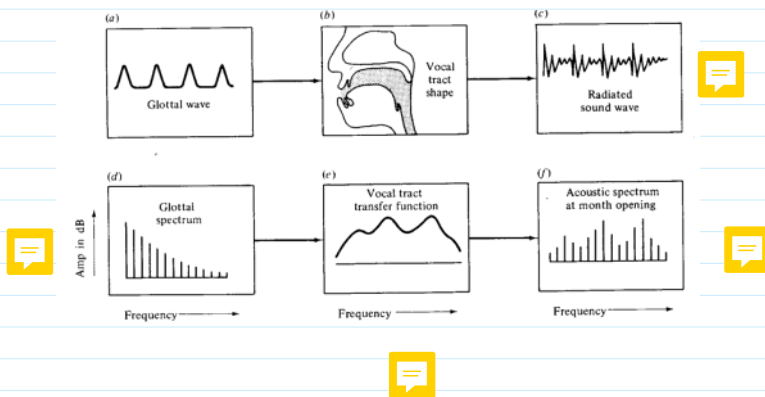 (a)
(b)
(c)
Glottal wave
Vocal
tract
shape
Radiated
sound wave
(d)
(e)
(f)
Amp in dB
Glottal
spectrum
Vocal tract
transfer function
Acoustic spectrum
at month opening
Frequency
Frequency
Frequency